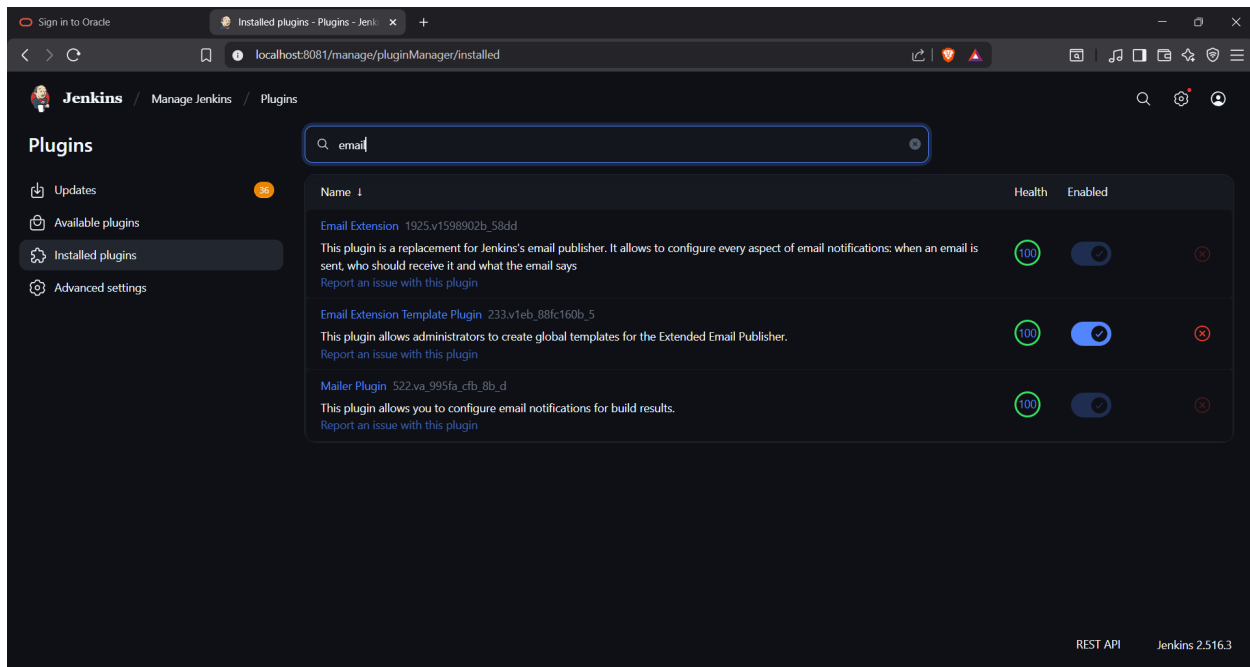 Sign in to Oracle
Installed plugins - Plugins - Jenk
localhost:8081/manage/pluginManager/installed
Jenkins / Manage Jenkins / Plugins
Plugins
email
Updates 36
Available plugins
Installed plugins
Advanced settings
Name ↓ Health Enabled
Email Extension 1925.v1598902b_58dd
This plugin is a replacement for Jenkins's email publisher. It allows to configure every aspect of email notifications: when an email is
sent, who should receive it and what the email says
Report an issue with this plugin
100
Email Extension Template Plugin 233.v1eb_88fc160b_5
This plugin allows administrators to create global templates for the Extended Email Publisher.
Report an issue with this plugin
100
Mailer Plugin 522.va_995fa_cfb_8b_d
This plugin allows you to configure email notifications for build results.
Report an issue with this plugin
100
REST API Jenkins 2.516.3